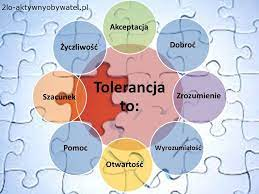 2lo-aktywnyobywatel.pl
Akceptacja
Życzliwość
Dobroć
Tolerancja
to:
Szacunek
Zrozumienie
Pomoc
Wyrozumiałość
Otwartość